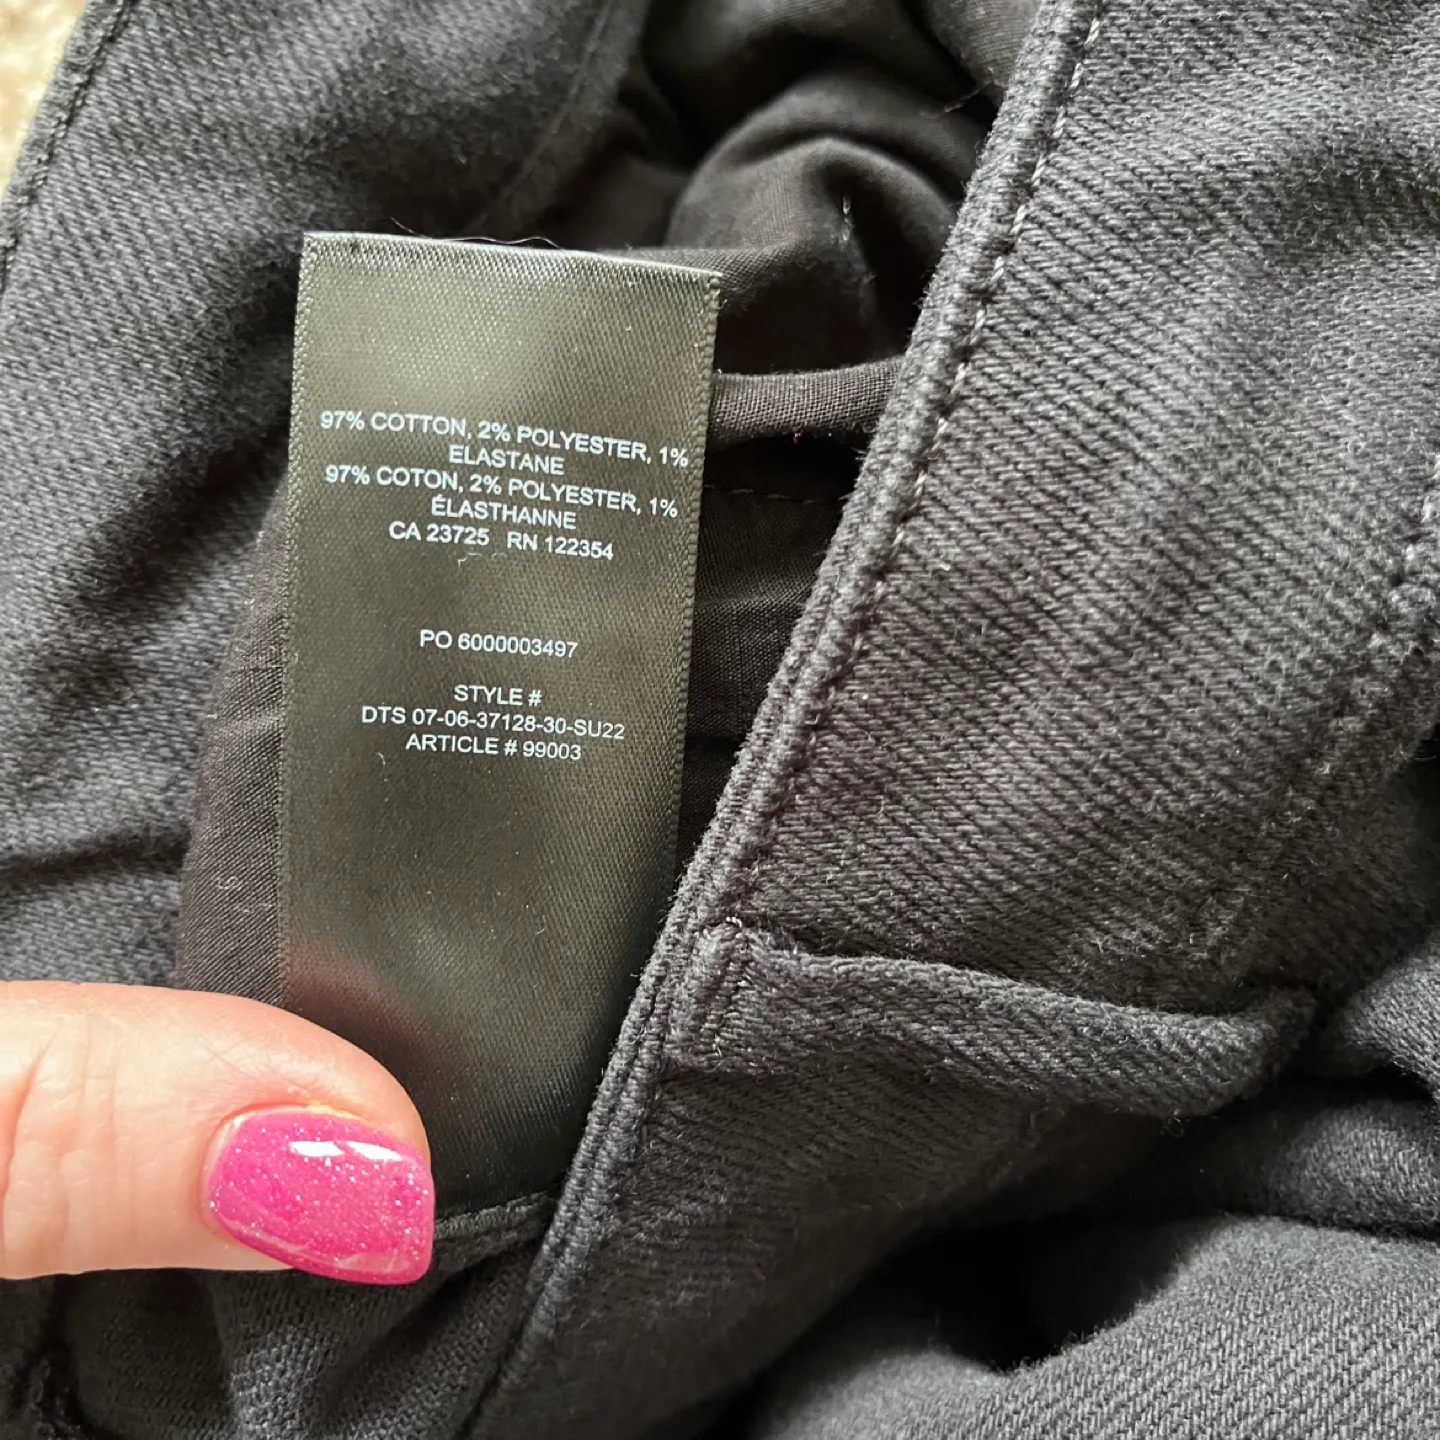 97% COTTON, 2% POLYESTER, 1%
ELASTANE
97% COTON, 2% POLYESTER, 1%
ÉLASTHANNE
CA 23725 RN 122354
PO 6000003497
STYLE #
DTS 07-06-37128-30-SU22
ARTICLE # 99003